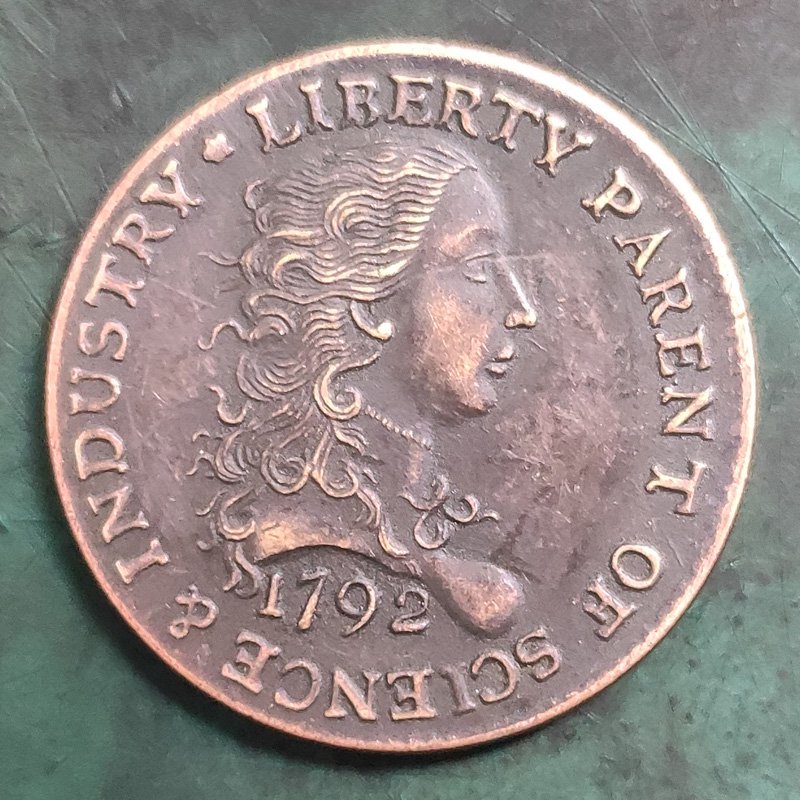 LIBERTY PARENT OF SCIENCE & INDUSTRY
1792